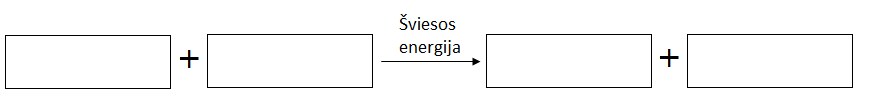 Šviesos
energija
+
+